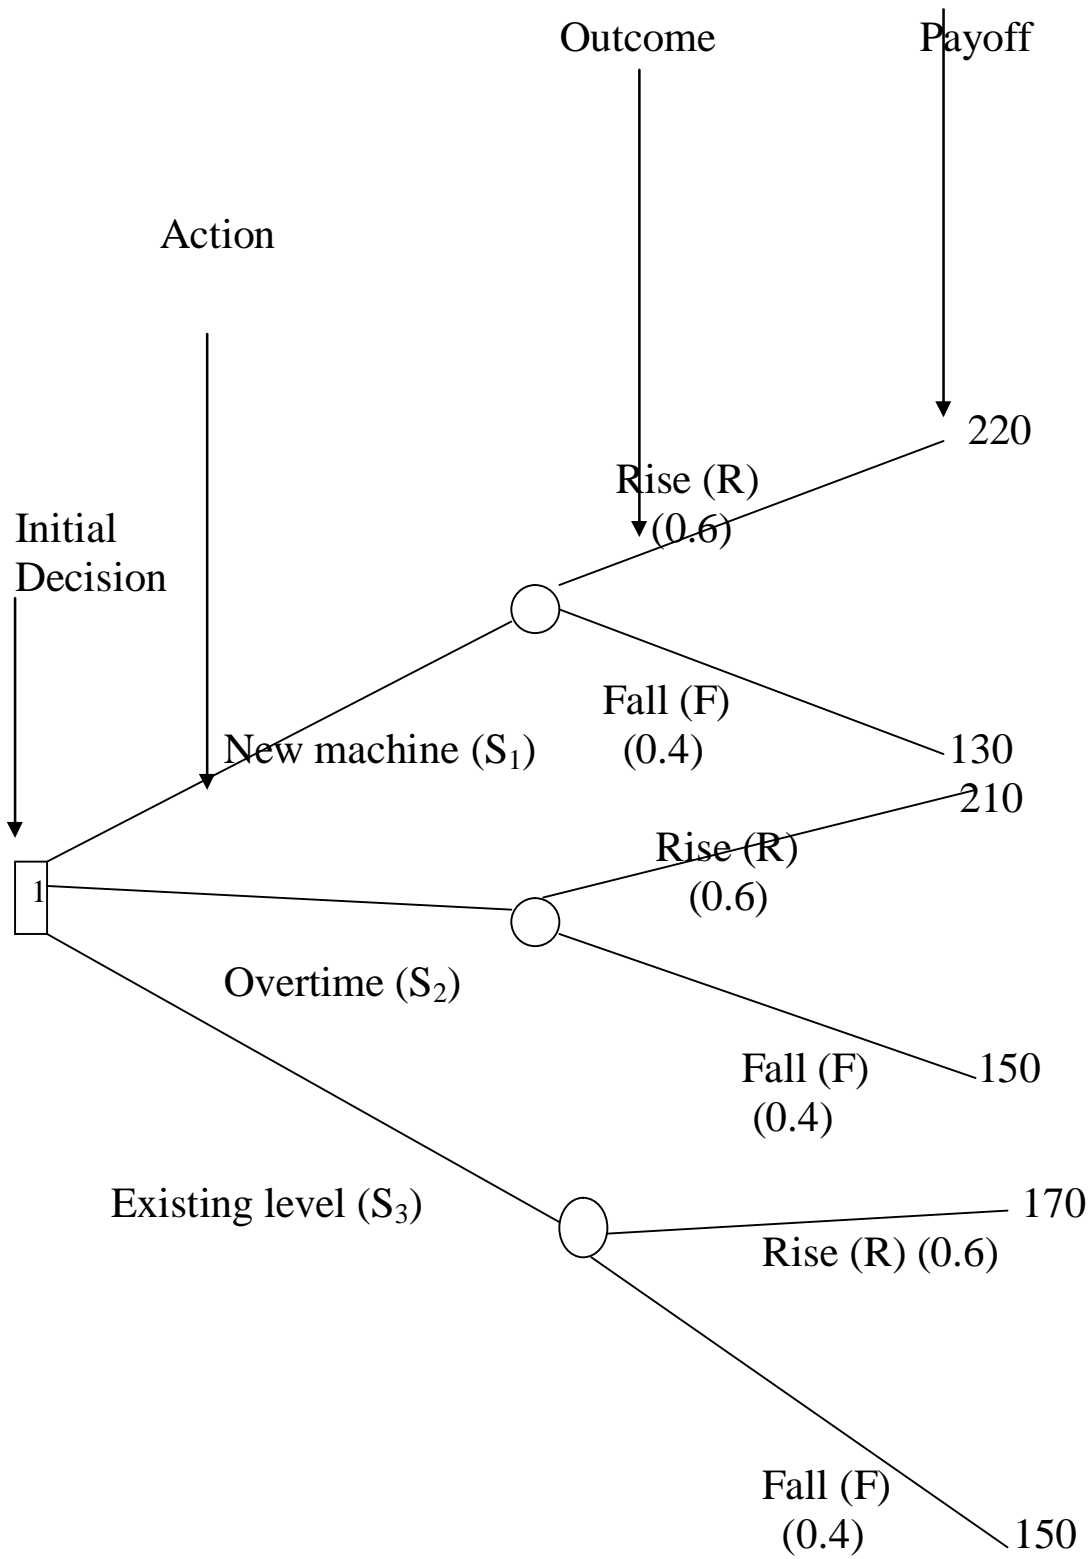 Outcome Payoff
Action
220
Rise (R)
(0.6)
Initial
Decision
Fall (F)
(0.4)
New machine (S₁)
130
210
Rise (R)
(0.6)
1
Overtime (S₂)
Fall (F)
(0.4)
150
Existing level (S₃)
170
Rise (R) (0.6)
Fall (F)
(0.4)
150